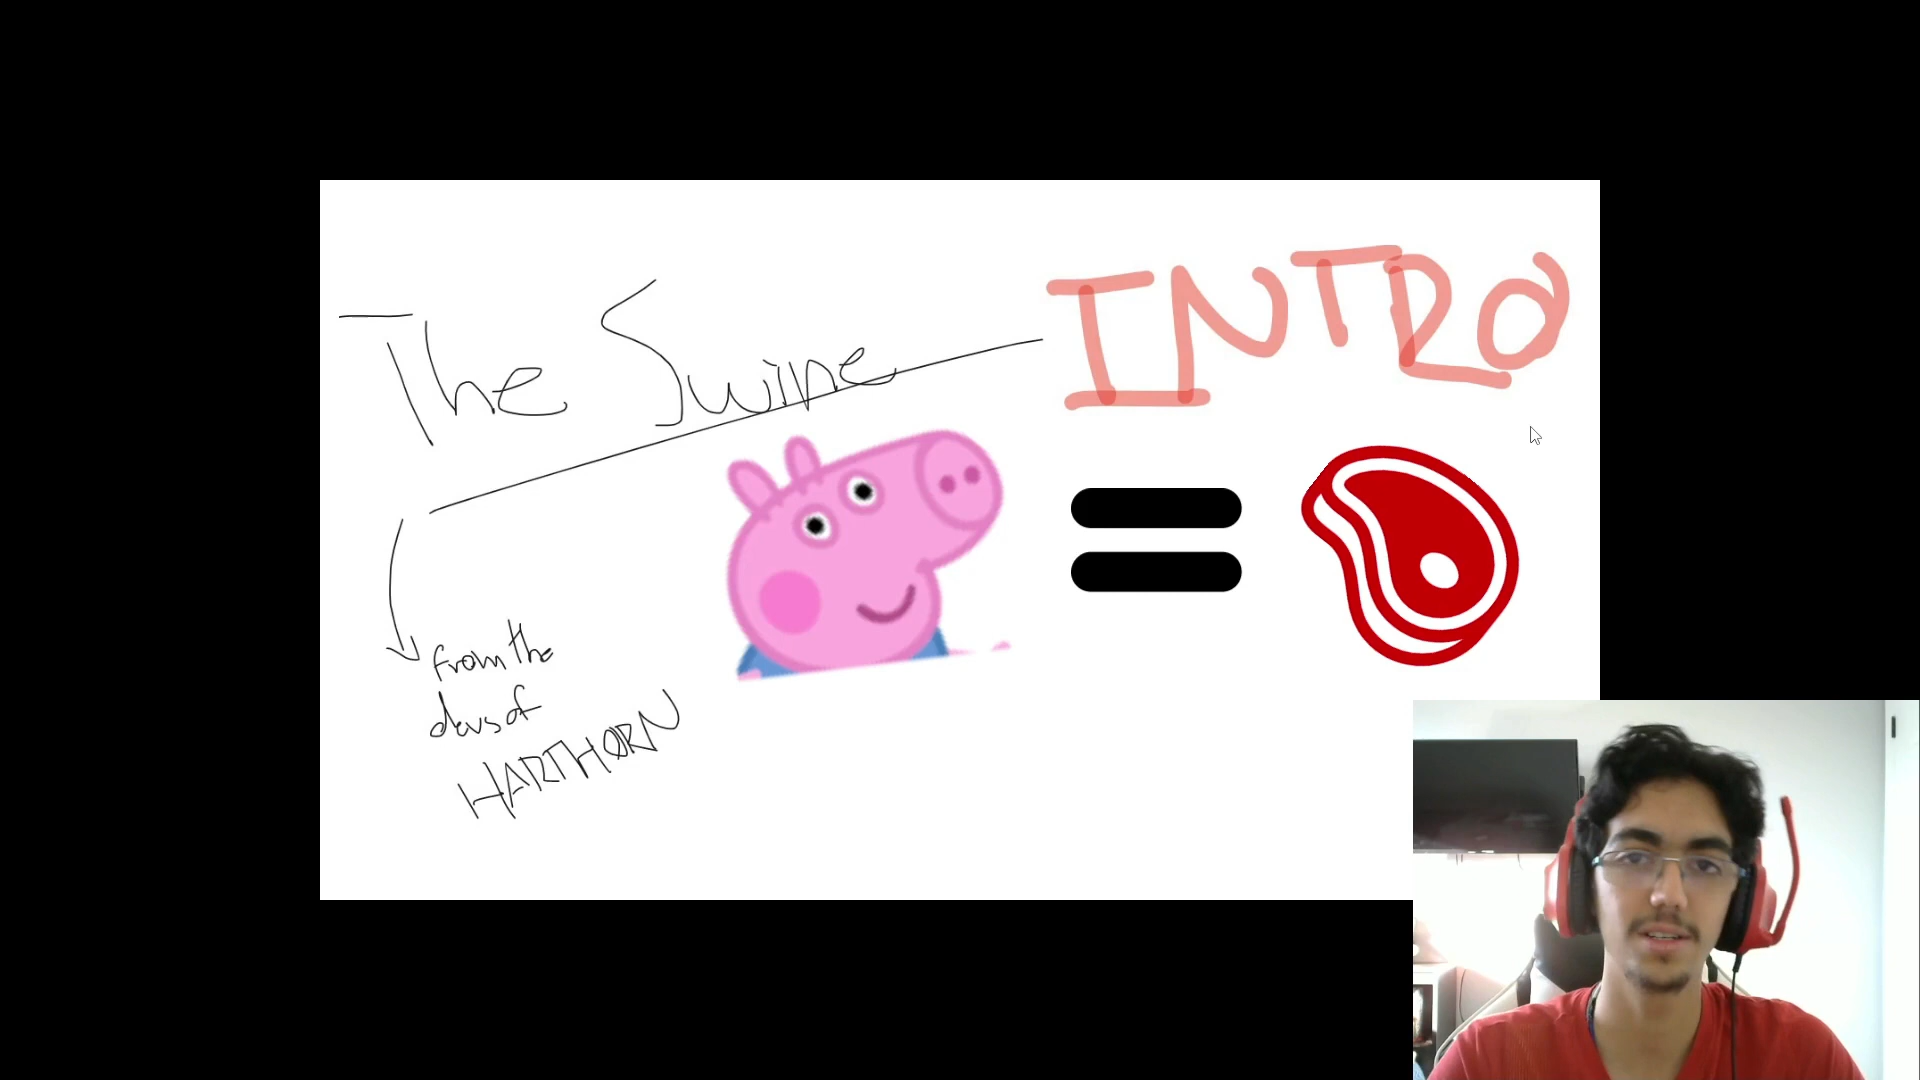 The Swine
INTRO
from the
devs of
HARTHORN